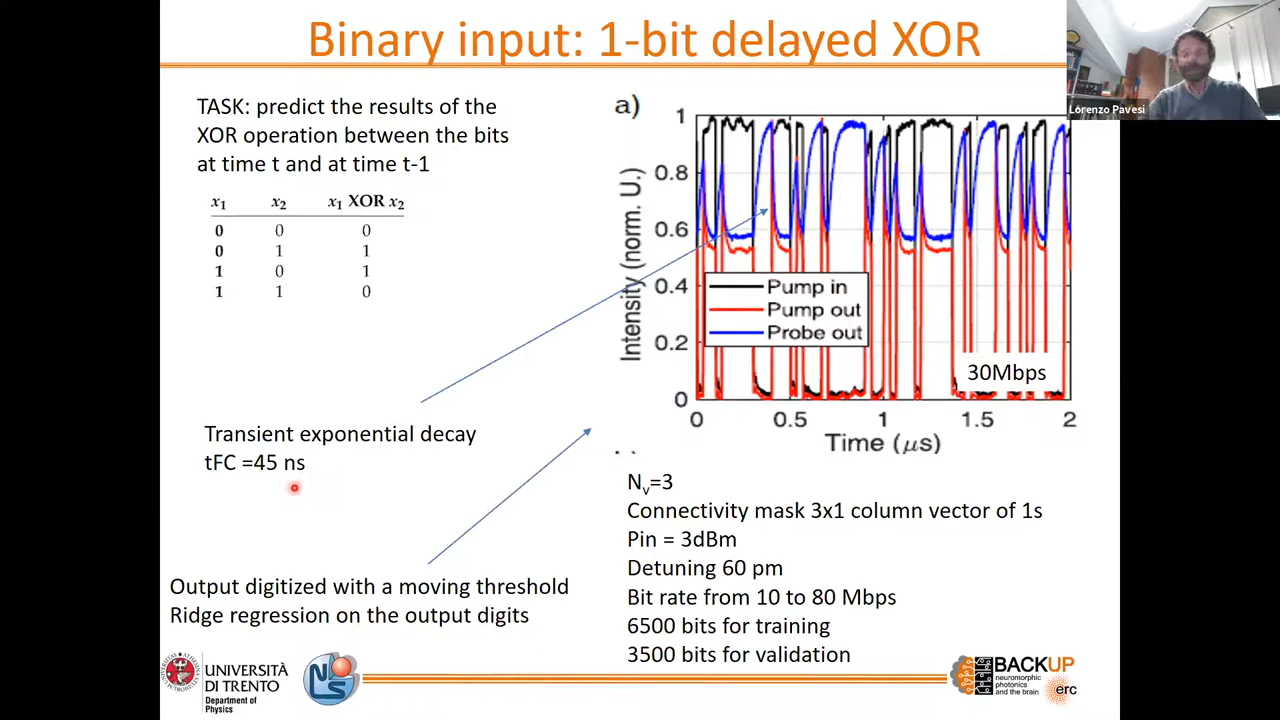 Binary input: 1-bit delayed XOR
Lorenzo Pavesi
TASK: predict the results of the
XOR operation between the bits
at time t and at time t-1
x1 x2 x1 XOR x2
0 0 0
0 1 1
1 0 1
1 1 0
a)
Intensity (norm. U.)
1
0.8
0.6
0.4
0.2
0
Pump in
Pump out
Probe out
30Mbps
0 0.5 1 1.5 2
Time (μs)
Transient exponential decay
tFC =45 ns
Output digitized with a moving threshold
Ridge regression on the output digits
Nv=3
Connectivity mask 3x1 column vector of 1s
Pin = 3dBm
Detuning 60 pm
Bit rate from 10 to 80 Mbps
6500 bits for training
3500 bits for validation
UNIVERSITÀ
DI TRENTO
Department of
Physics
NLS
BACKUP
neuromorphic
photonics
and the brain
erc